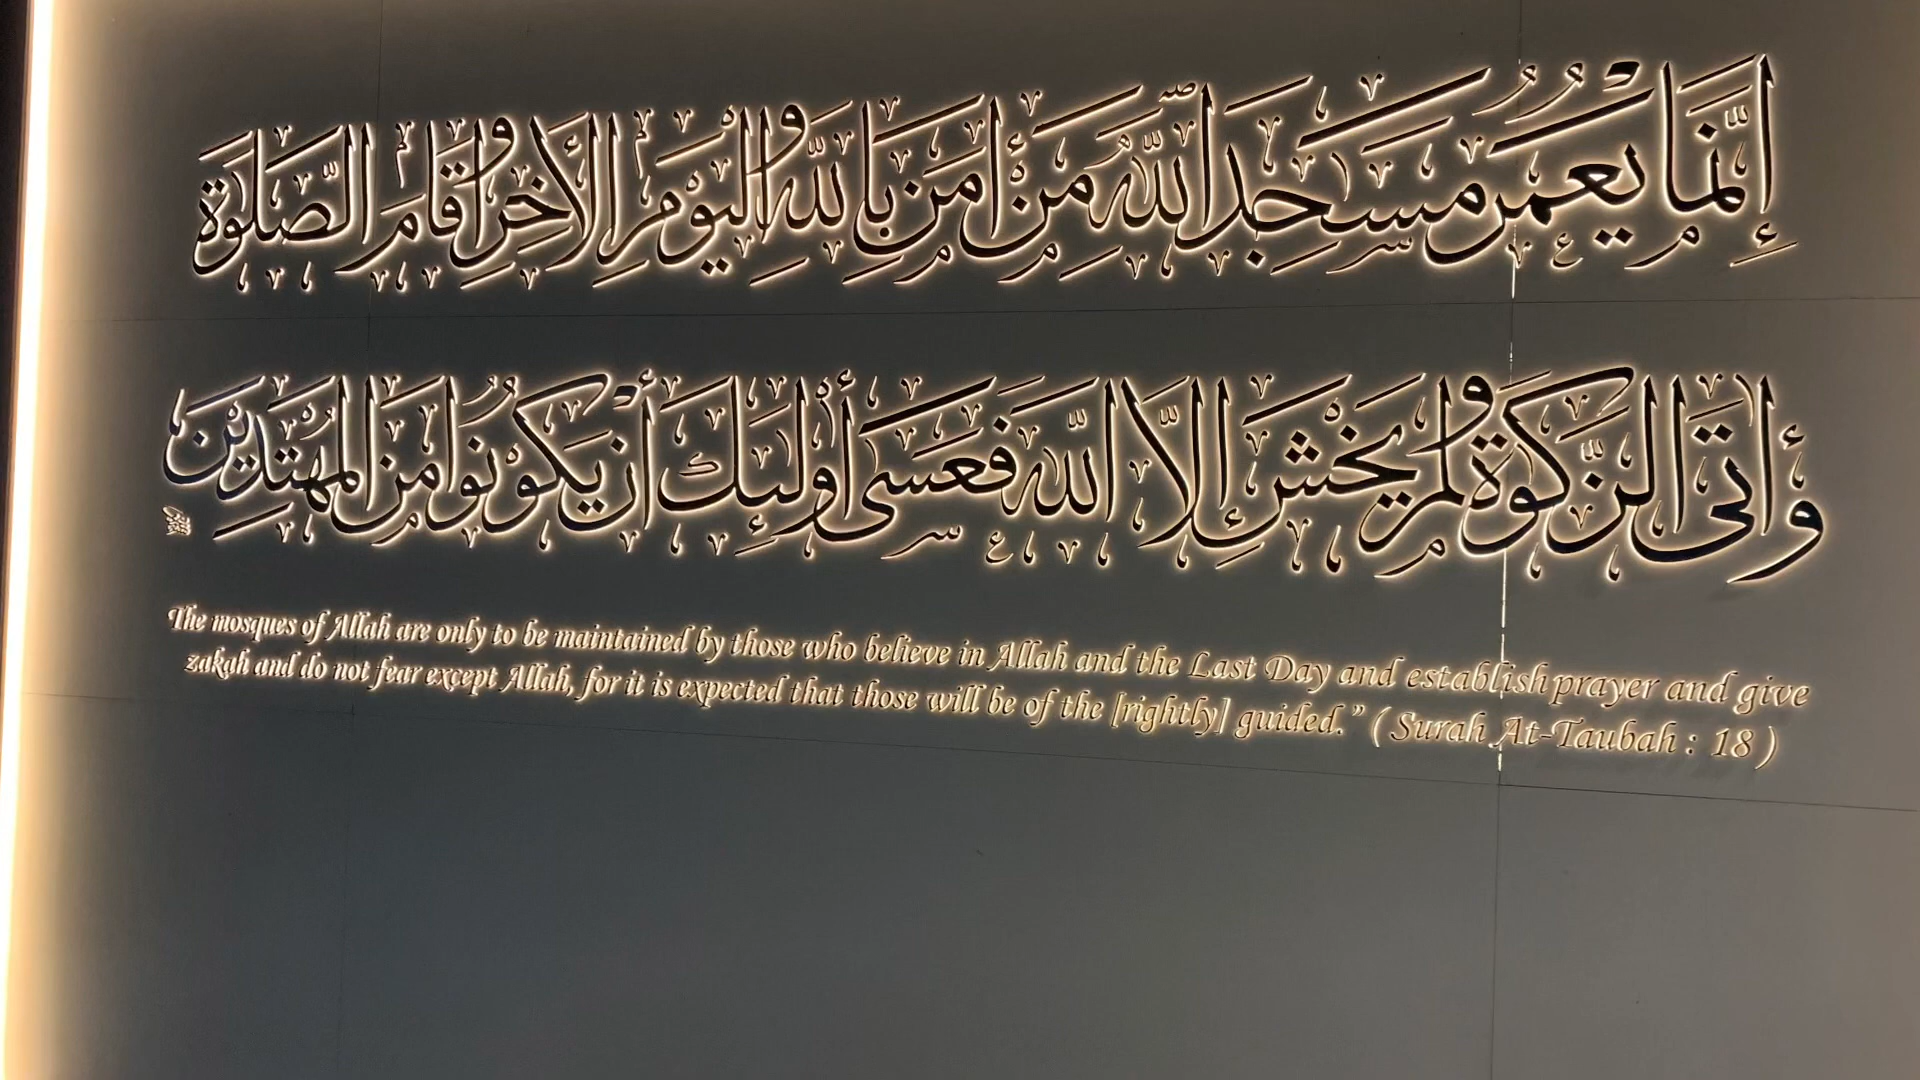 إِنَّمَا يَعْمُرُ مَسَٰجِدَ ٱللَّهِ مَنْ ءَامَنَ بِٱللَّهِ وَٱلْيَوْمِ ٱلْءَاخِرِ وَأَقَامَ ٱلصَّلَوٰةَ
وَءَاتَى ٱلزَّكَوٰةَ وَلَمْ يَخْشَ إِلَّا ٱللَّهَ فَعَسَىٰٓ أُو۟لَٰٓئِكَ أَن يَكُونُوا۟ مِنَ ٱلْمُهْتَدِينَ
The mosques of Allah are only to be maintained by those who believe in Allah and the Last Day and establish prayer and give
zakah and do not fear except Allah, for it is expected that those will be of the [rightly] guided.” ( Surah At-Taubah : 18 )